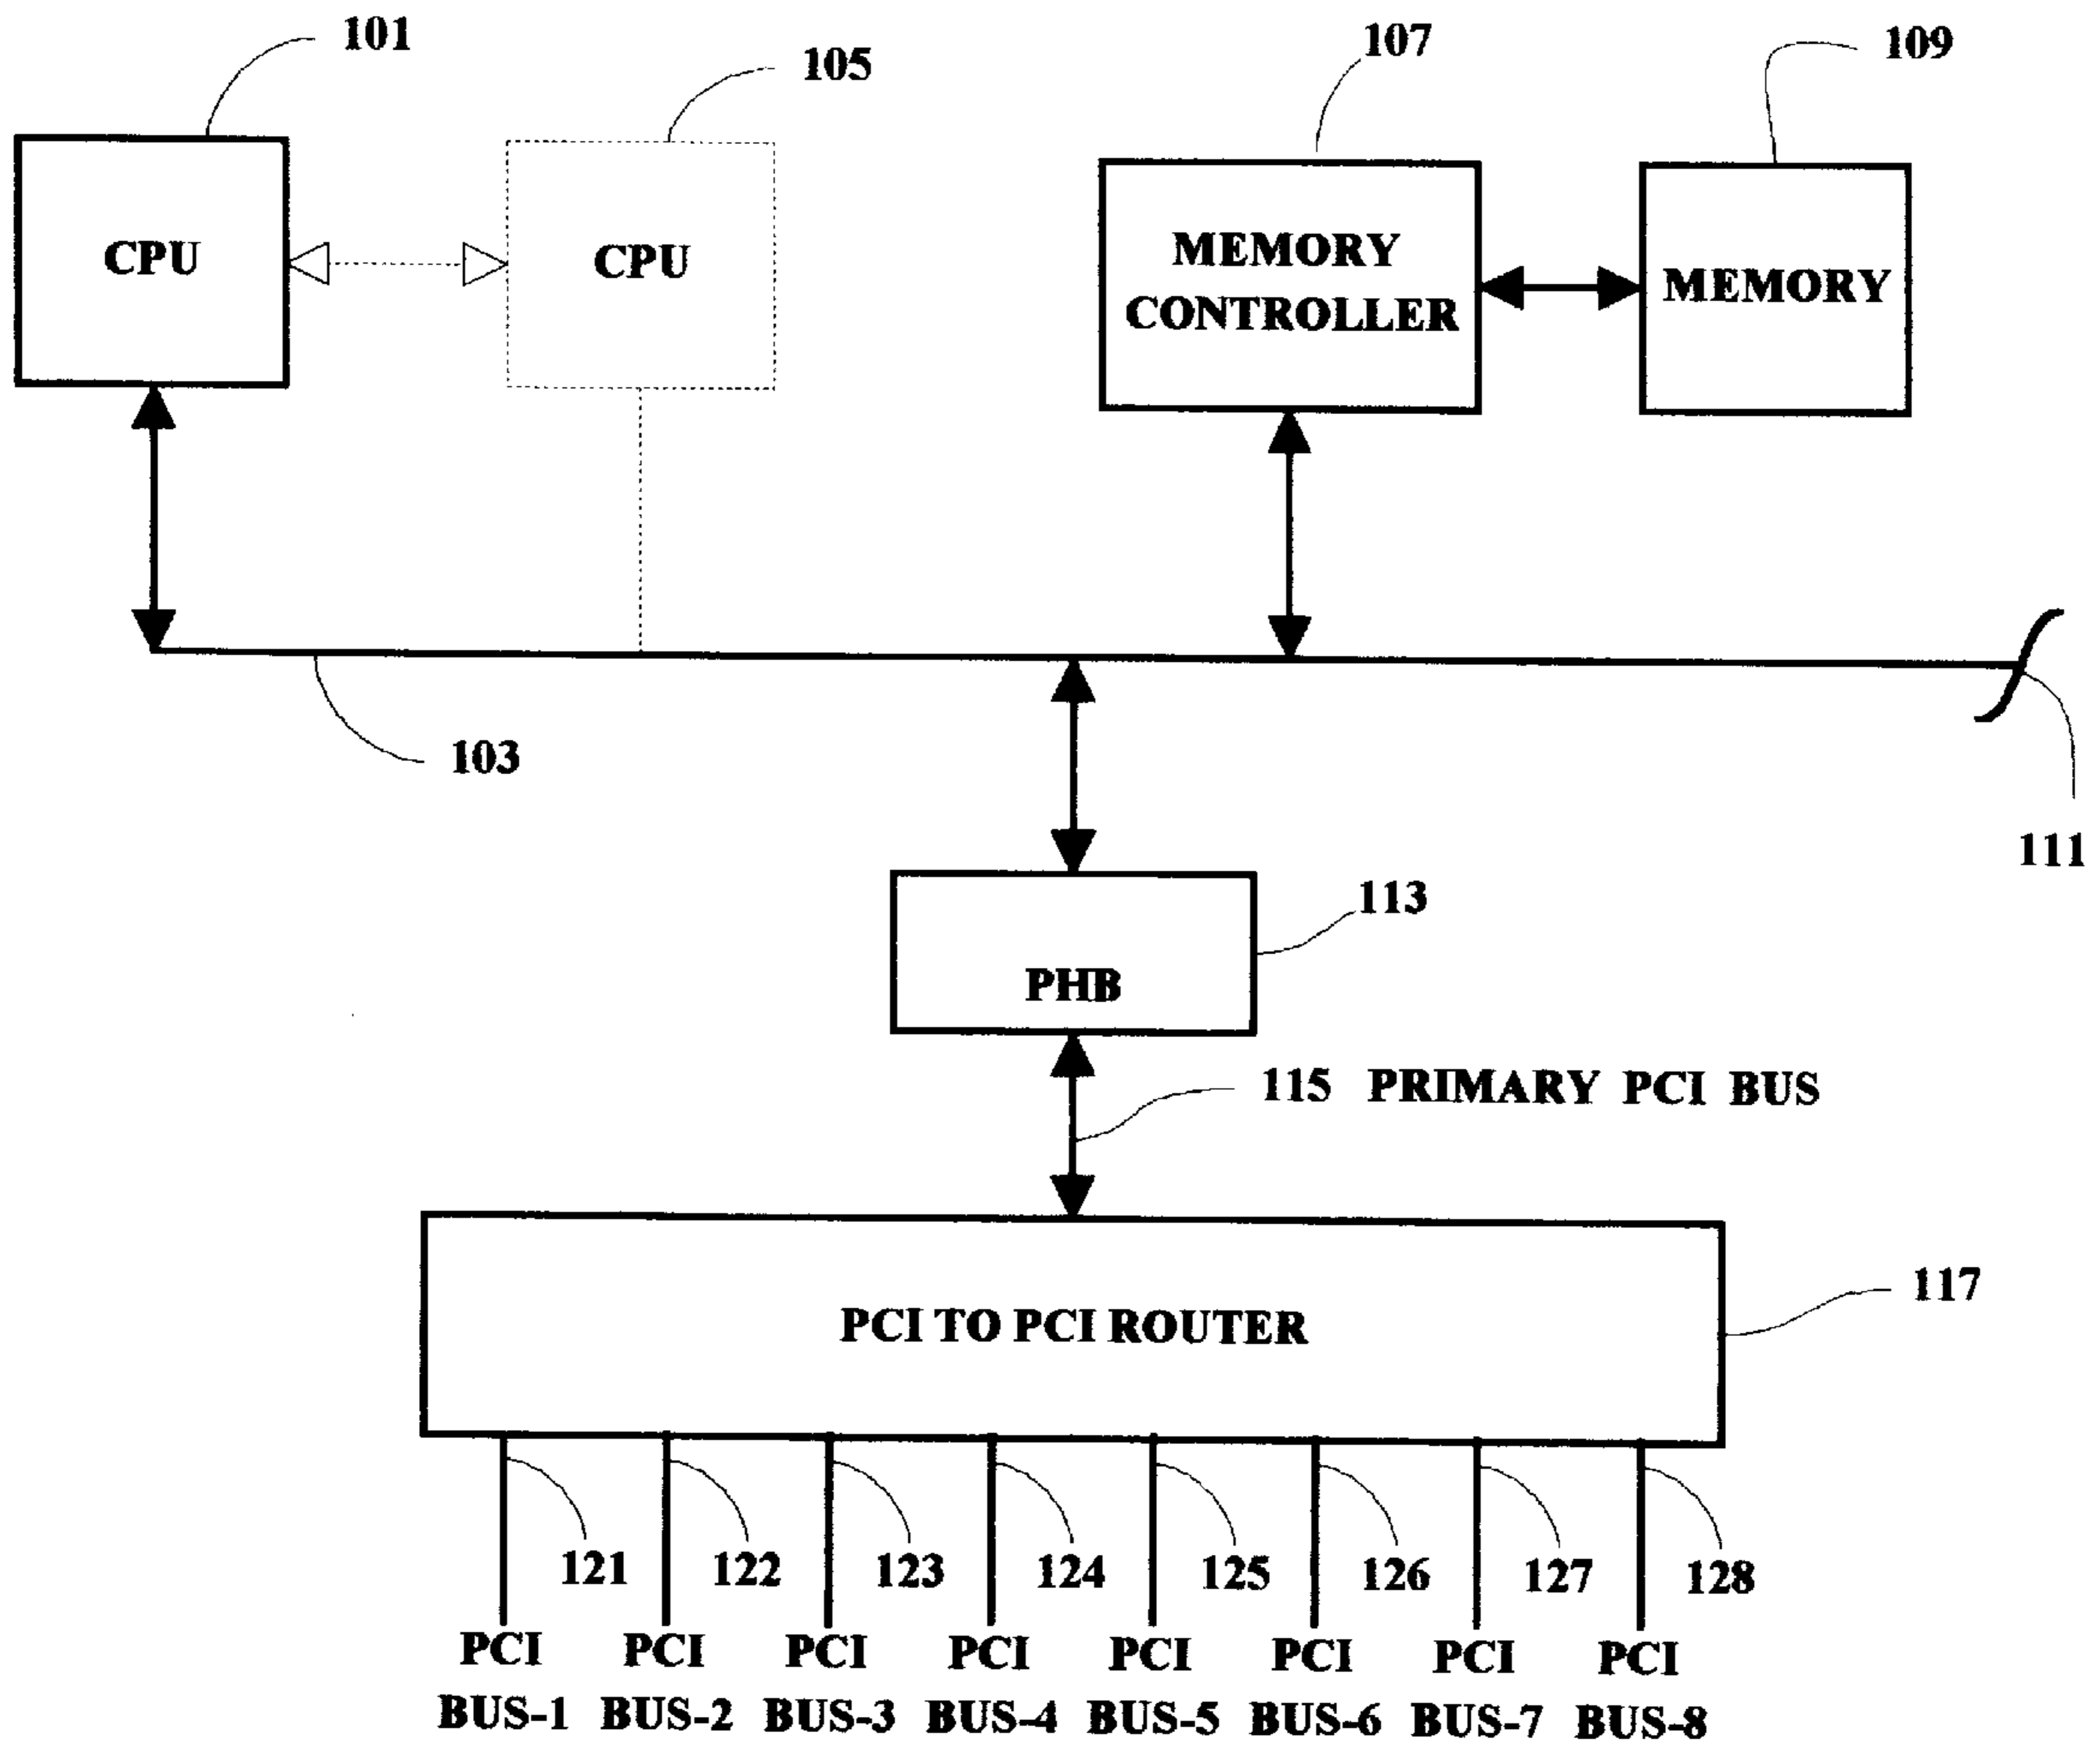 101
105
107
109
CPU
CPU
MEMORY
CONTROLLER
MEMORY
103
111
113
PHB
115 PRIMARY PCI BUS
117
PCI TO PCI ROUTER
121 122 123 124 125 126 127 128
PCI PCI PCI PCI PCI PCI PCI PCI
BUS-1 BUS-2 BUS-3 BUS-4 BUS-5 BUS-6 BUS-7 BUS-8